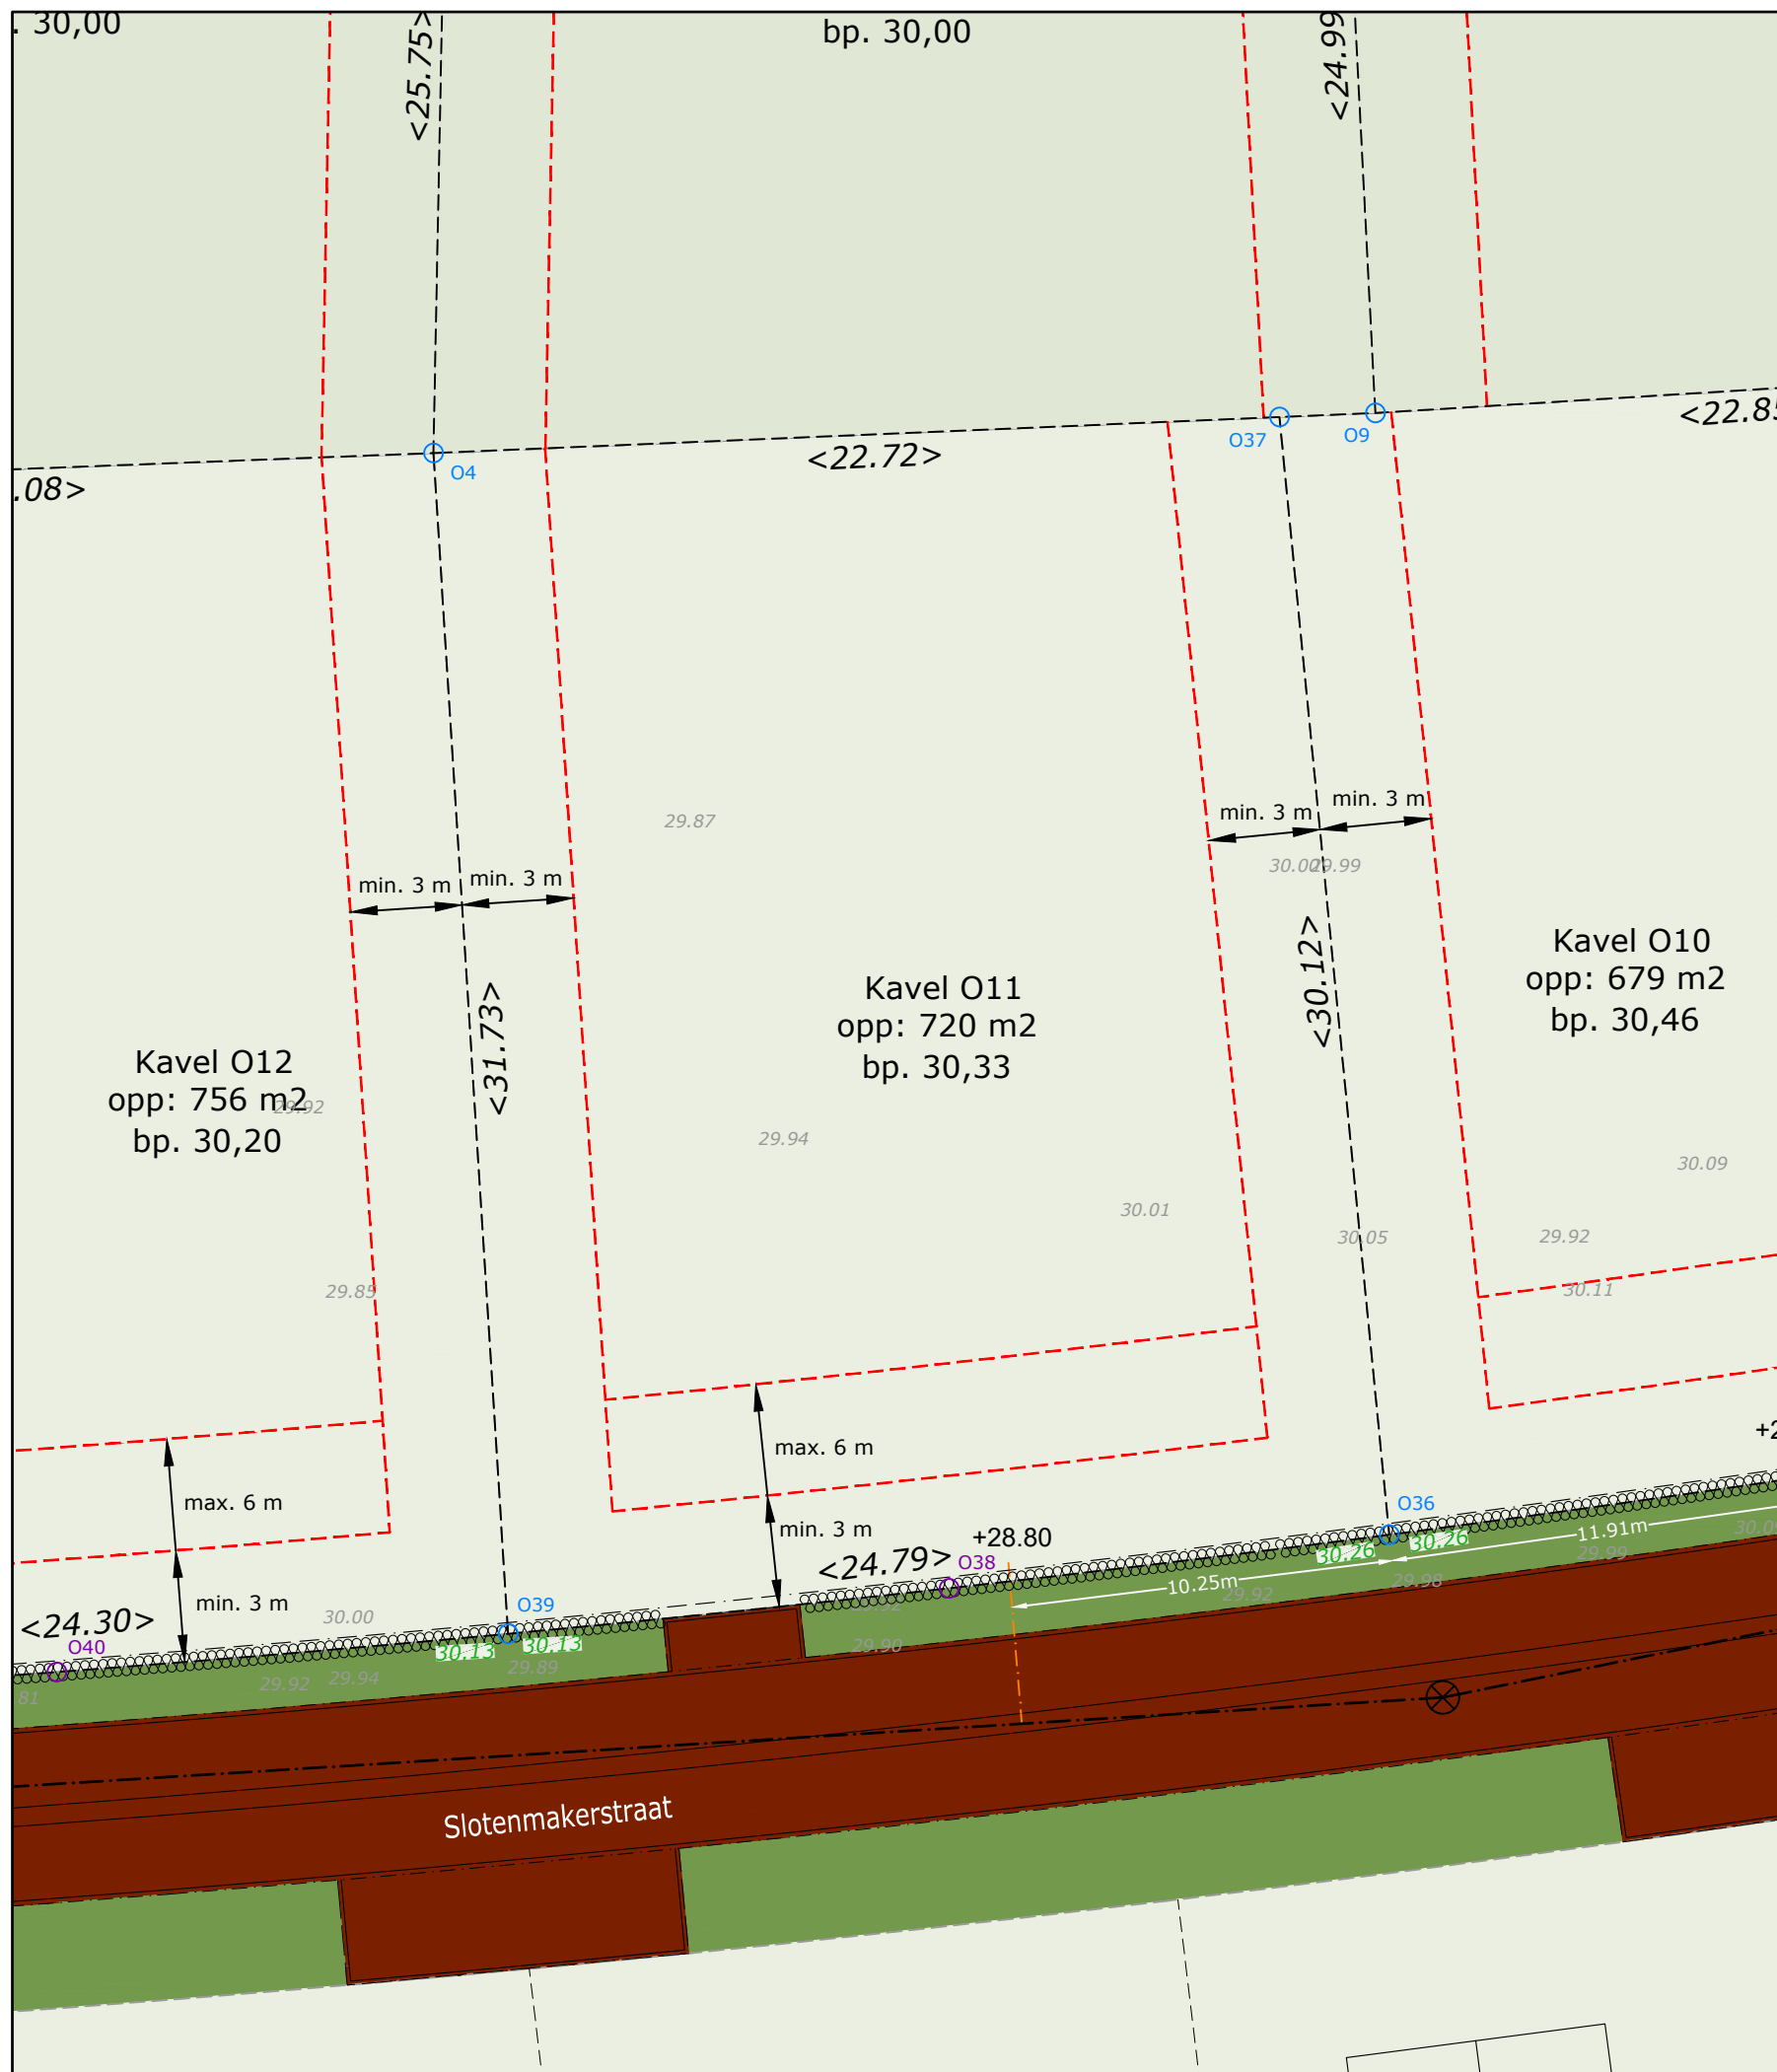 . 30,00
bp. 30,00
<25.75>
<24.99
O4
<22.72>
O37
O9
<22.85
.08>
min. 3 m
min. 3 m
29.87
min. 3 m
min. 3 m
30.00
29.99
<31.73>
<30.12>
Kavel O12
opp: 756 m2
bp. 30,20
29.92
Kavel O11
opp: 720 m2
bp. 30,33
Kavel O10
opp: 679 m2
bp. 30,46
29.94
30.01
30.05
30.09
29.92
30.11
29.85
max. 6 m
min. 3 m
max. 6 m
min. 3 m
+28.80
<24.79>
O38
O36
+2
30.26
30.26
11.91m
10.25m
29.92
29.98
29.99
<24.30>
O40
30.00
O39
30.13
30.13
29.89
29.92
29.94
29.90
81
Slotenmakerstraat